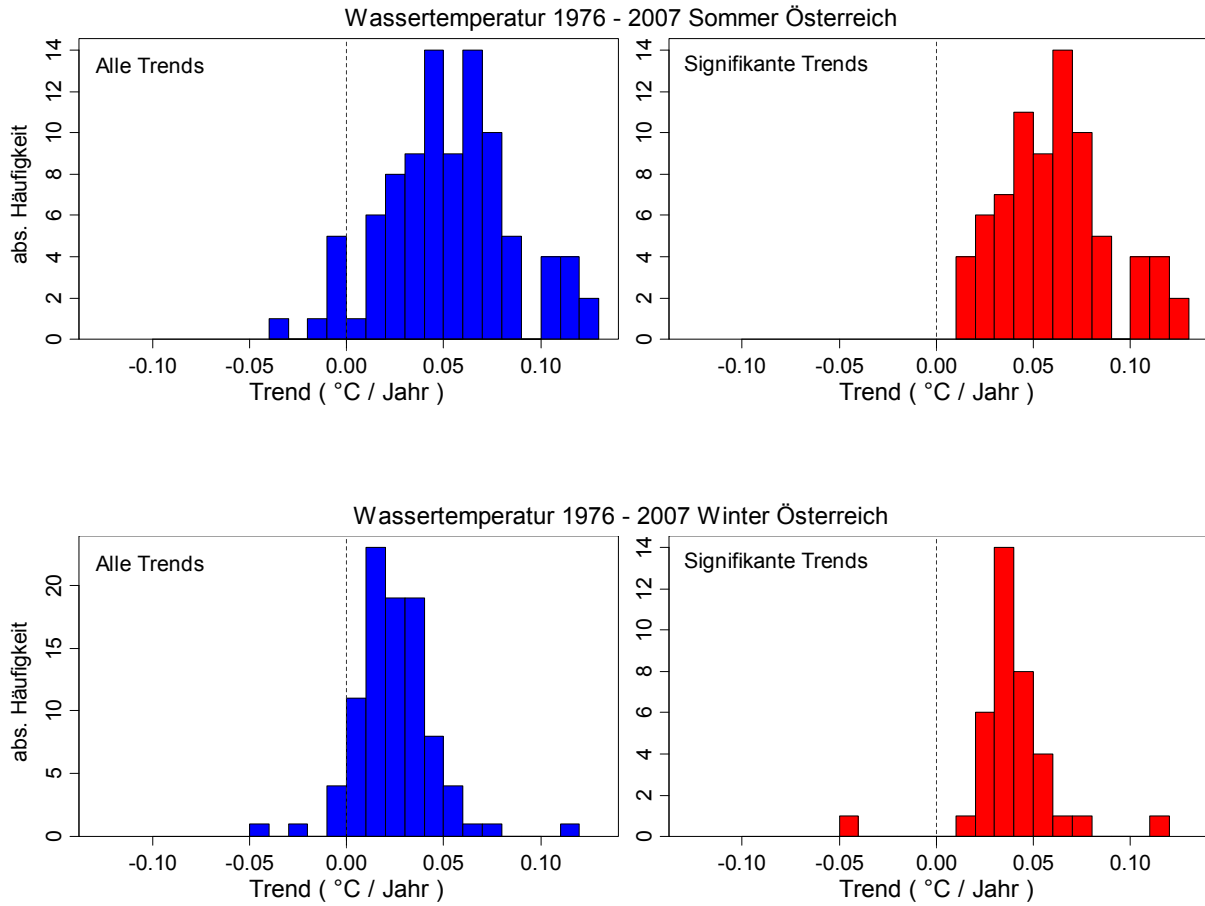 Wassertemperatur 1976 - 2007 Sommer Österreich
Alle Trends
abs. Häufigkeit
0 2 4 6 8 10 12 14
-0.10 -0.05 0.00 0.05 0.10
Trend ( °C / Jahr )
Signifikante Trends
0 2 4 6 8 10 12 14
-0.10 -0.05 0.00 0.05 0.10
Trend ( °C / Jahr )
Wassertemperatur 1976 - 2007 Winter Österreich
Alle Trends
abs. Häufigkeit
0 5 10 15 20
-0.10 -0.05 0.00 0.05 0.10
Trend ( °C / Jahr )
Signifikante Trends
0 2 4 6 8 10 12 14
-0.10 -0.05 0.00 0.05 0.10
Trend ( °C / Jahr )